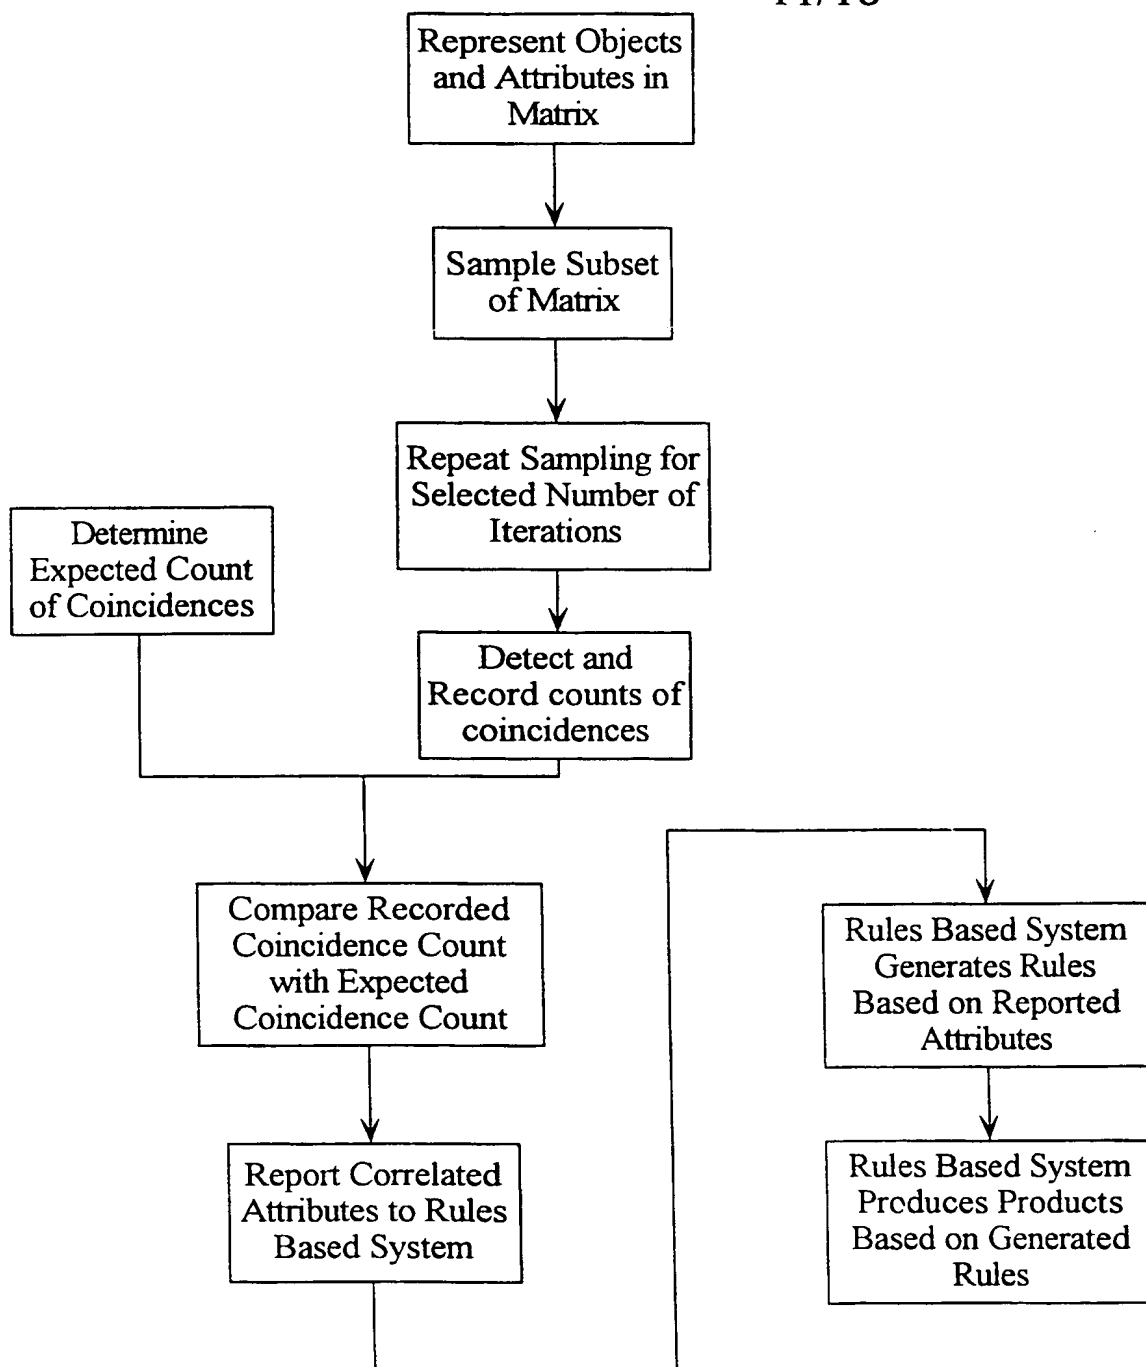 Represent Objects
and Attributes in
Matrix
Sample Subset
of Matrix
Repeat Sampling for
Selected Number of
Iterations
Determine
Expected Count
of Coincidences
Detect and
Record counts of
coincidences
Compare Recorded
Coincidence Count
with Expected
Coincidence Count
Rules Based System
Generates Rules
Based on Reported
Attributes
Report Correlated
Attributes to Rules
Based System
Rules Based System
Produces Products
Based on Generated
Rules